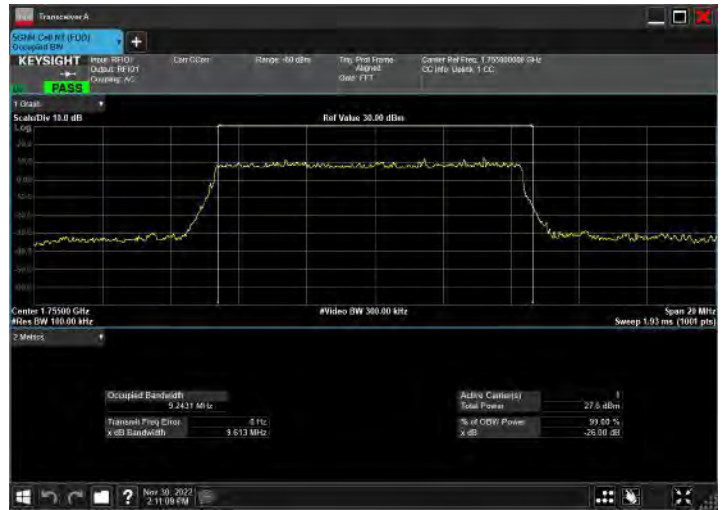 Transceiver A
5GNR Cell N1 (FDD)
Occupied BW
KEYSIGHT
Input: RFIO1
Output: RFIO1
Coupling: AC
Corr CCorr
Range: -60 dBm
Trig: Prdl Frame
Aligned
Gate: FFT
Carrier Ref Freq: 1.755000000 GHz
CC Info: Uplink, 1 CC
PASS
1 Graph
Scale/Div 10.0 dB
Ref Value 30.00 dBm
Log
Center 1.75500 GHz
#Video BW 300.00 kHz
Span 20 MHz
#Res BW 100.00 kHz
Sweep 1.93 ms (1001 pts)
2 Metrics
Occupied Bandwidth
9.2431 MHz
Transmit Freq Error
x dB Bandwidth
9.613 MHz
Active Carrier(s)
1
Total Power
27.6 dBm
% of OBW Power
99.00 %
x dB
-26.00 dB
?
Nov 30, 2022
2:11:09 PM